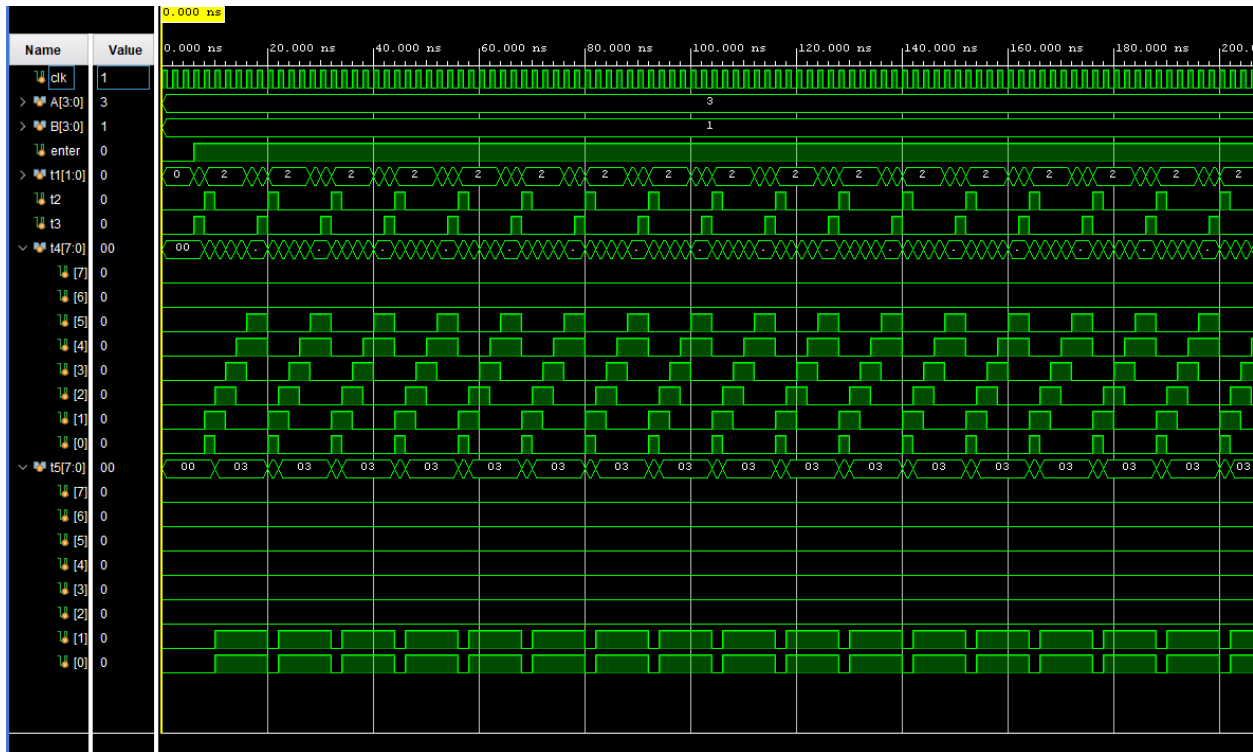 0.000 ns
Name Value 0.000 ns 20.000 ns 40.000 ns 60.000 ns 80.000 ns 100.000 ns 120.000 ns 140.000 ns 160.000 ns 180.000 ns 200.
clk 1
> A[3:0] 3 3
> B[3:0] 1 1
enter 0
> t1[1:0] 0 0 2 2 2 2 2 2 2 2 2 2 2 2 2 2 2 2 2
t2 0
t3 0
t4[7:0] 00 00 . . . . . . . . . . . . . . . .
[7] 0
[6] 0
[5] 0
[4] 0
[3] 0
[2] 0
[1] 0
[0] 0
t5[7:0] 00 00 03 03 03 03 03 03 03 03 03 03 03 03 03 03 03 03 03
[7] 0
[6] 0
[5] 0
[4] 0
[3] 0
[2] 0
[1] 0
[0] 0